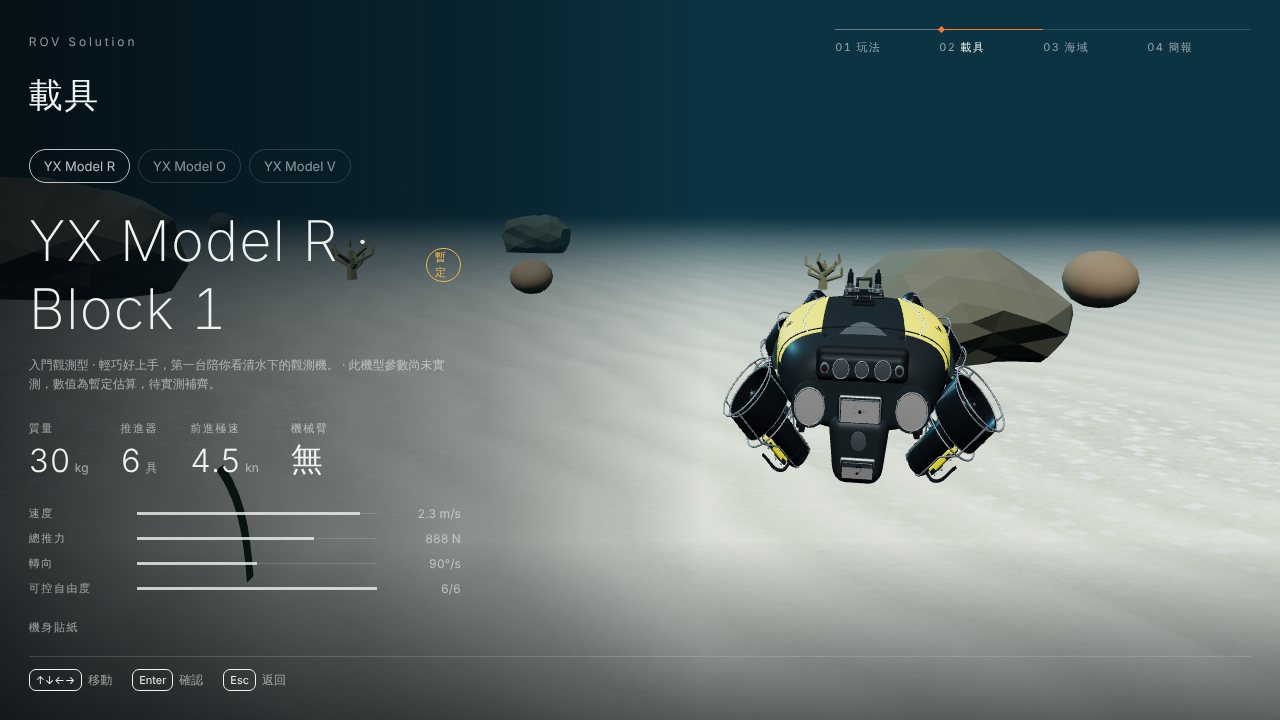 ROV Solution
01 玩法 02 載具 03 海域 04 簡報
載具
YX Model R YX Model O YX Model V
YX Model R ·
Block 1
暫
定
入門觀測型 · 輕巧好上手，第一台陪你看清水下的觀測機。 · 此機型參數尚未實
測，數值為暫定估算，待實測補齊。
質量 推進器 前進極速 機械臂
30 kg 6 具 4.5 kn 無
速度 2.3 m/s
總推力 888 N
轉向 90°/s
可控自由度 6/6
機身貼紙
↑↓←→ 移動 Enter 確認 Esc 返回